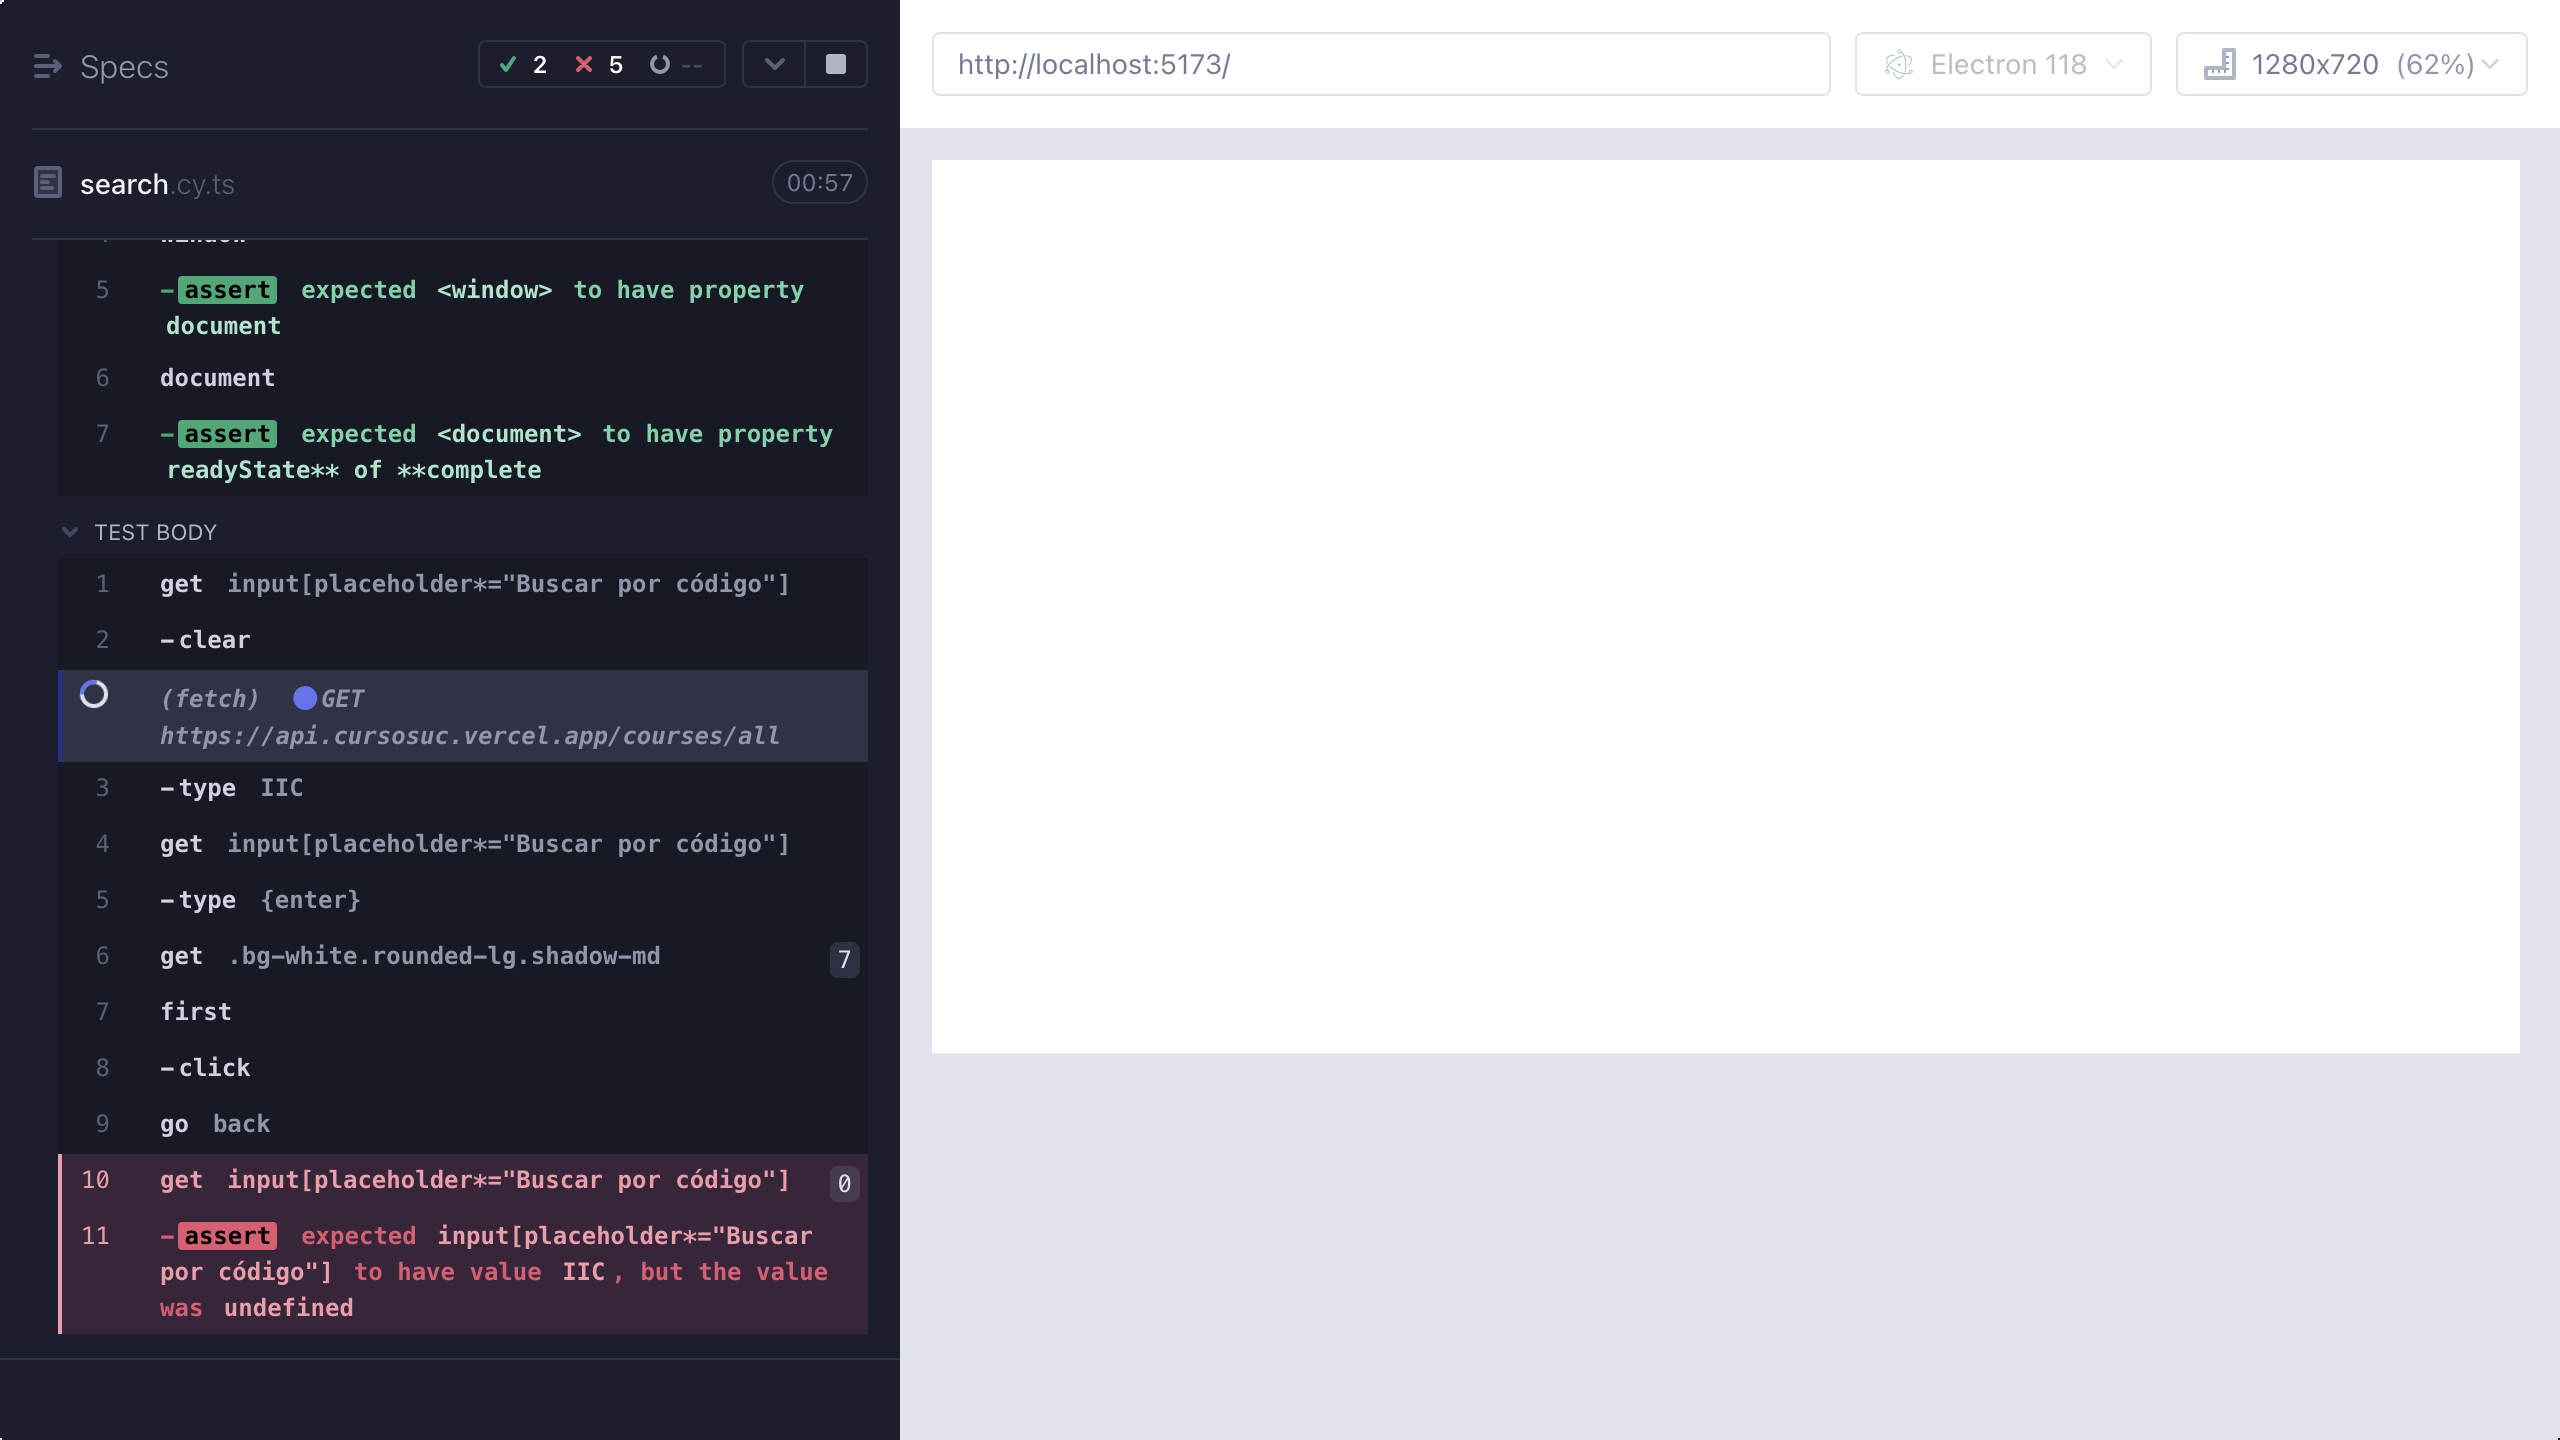 Specs
2 5 --
http://localhost:5173/
Electron 118
1280x720 (62%)
search.cy.ts
00:57
window
5 -assert expected <window> to have property
document
6 document
7 -assert expected <document> to have property
readyState** of **complete
TEST BODY
1 get input[placeholder*="Buscar por código"]
2 -clear
(fetch) GET
https://api.cursosuc.vercel.app/courses/all
3 -type IIC
4 get input[placeholder*="Buscar por código"]
5 -type {enter}
6 get .bg-white.rounded-lg.shadow-md 7
7 first
8 -click
9 go back
10 get input[placeholder*="Buscar por código"] 0
11 -assert expected input[placeholder*="Buscar
por código"] to have value IIC, but the value
was undefined